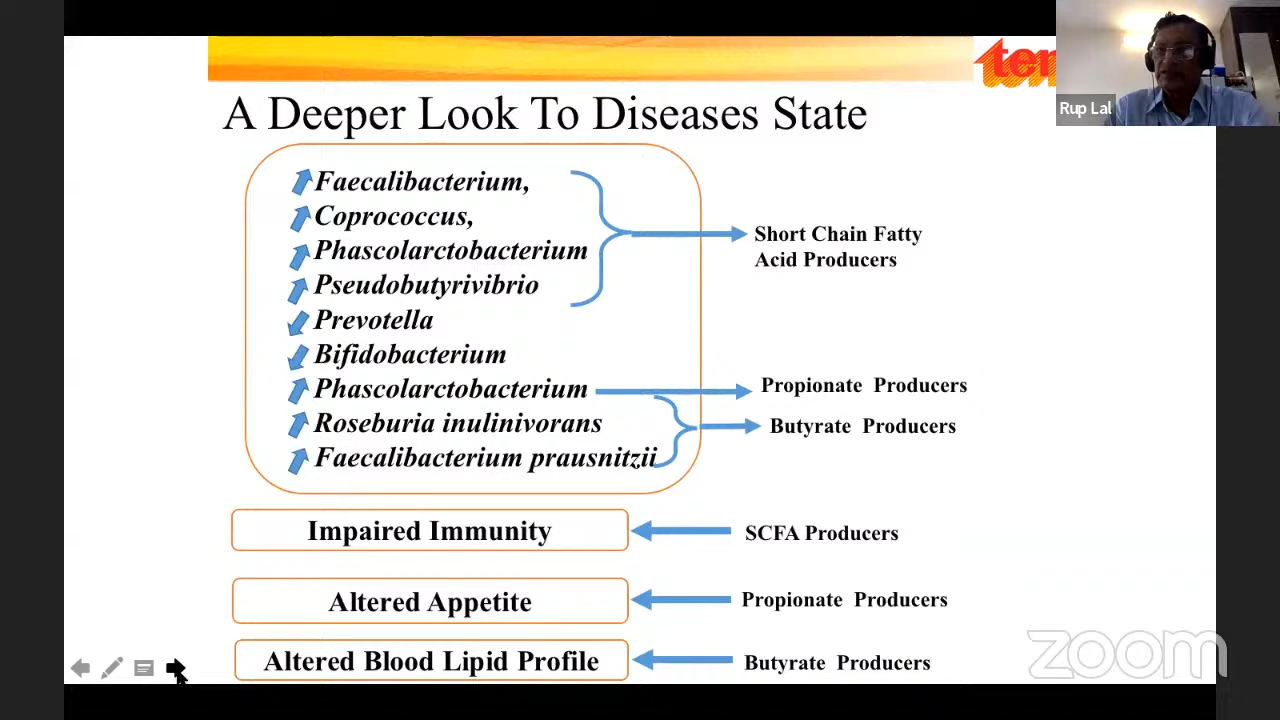 A Deeper Look To Diseases State
Rup Lal
Faecalibacterium,
Coprococcus,
Phascolarctobacterium
Pseudobutyrivibrio
Short Chain Fatty
Acid Producers
Prevotella
Bifidobacterium
Phascolarctobacterium
Propionate Producers
Roseburia inulinivorans
Butyrate Producers
Faecalibacterium prausnitzii
Impaired Immunity
SCFA Producers
Altered Appetite
Propionate Producers
Altered Blood Lipid Profile
Butyrate Producers
zoom